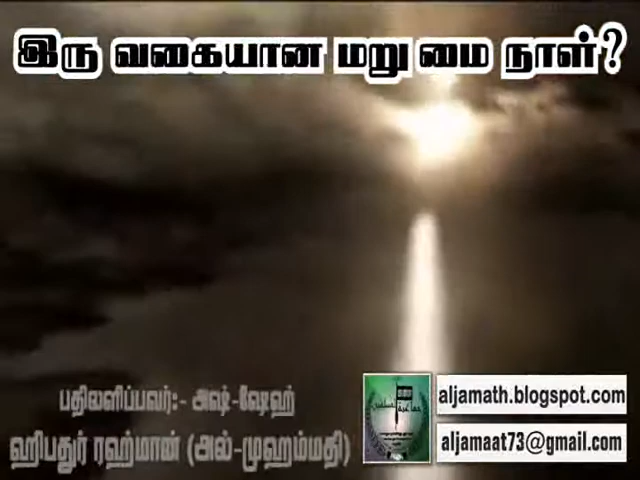 இரு வகையான மறுமை நாள்?
பதிலளிப்பவர்:- அஷ்-ஷேஹ்
ஹிபதுர் ரஹ்மான் (அல்-முஹம்மதி)
aljamath.blogspot.com
aljamaat73@gmail.com